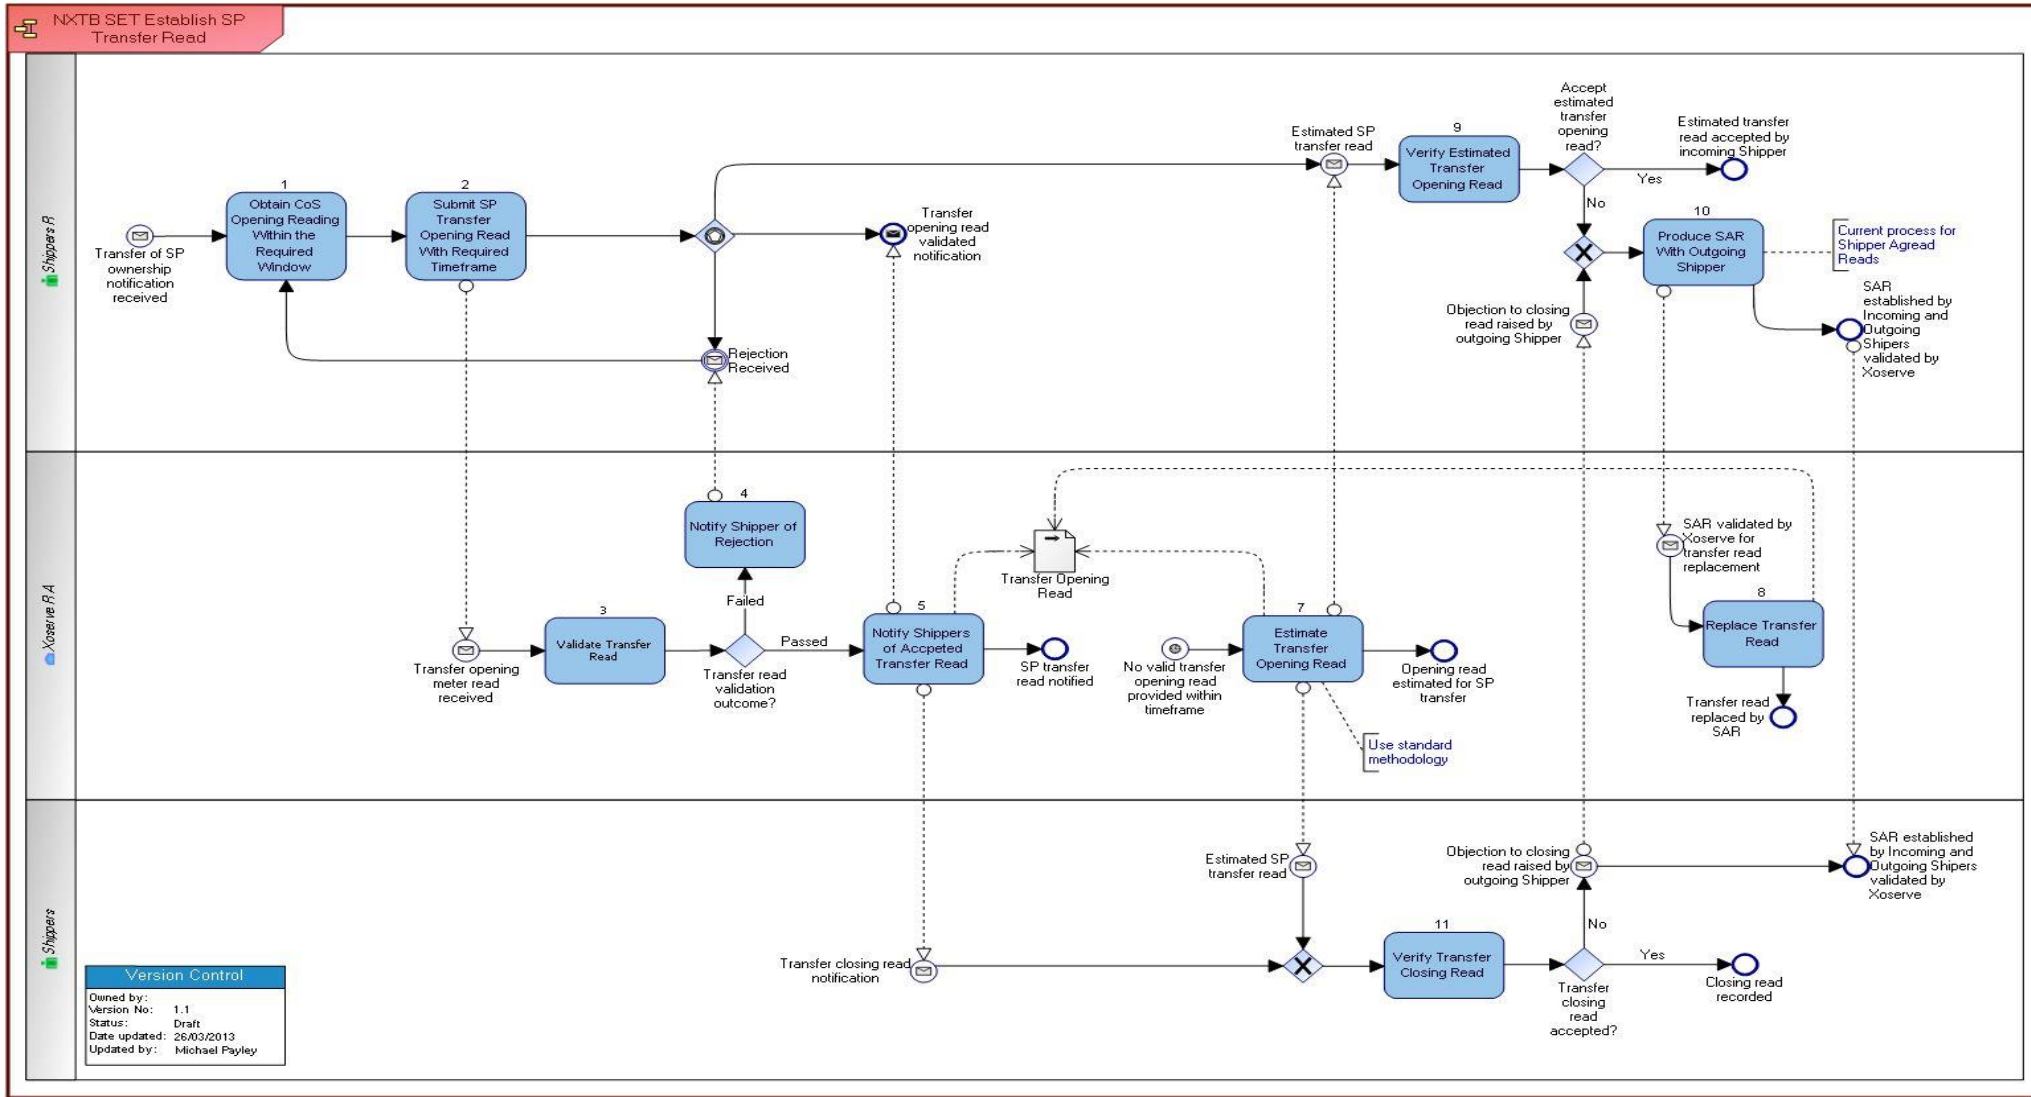 NXTB SET Establish SP
Transfer Read
Shippers R
Transfer of SP
ownership
notification
received
1
Obtain CoS
Opening Reading
Within the
Required
Window
2
Submit SP
Transfer
Opening Read
With Required
Timeframe
Rejection
Received
Transfer
opening read
validated
notification
Estimated SP
transfer read
9
Verify Estimated
Transfer
Opening Read
Accept
estimated
transfer
opening
read?
Yes
Estimated transfer
read accepted by
incoming Shipper
No
10
Produce SAR
With Outgoing
Shipper
Current process for
Shipper Agread
Reads
Objection to closing
read raised by
outgoing Shipper
SAR
established by
Incoming and
Outgoing
Shipers
validated by
Xoserve
Xoserve R A
Transfer opening
meter read
received
3
Validate Transfer
Read
Transfer read
validation
outcome?
Failed
Passed
4
Notify Shipper of
Rejection
5
Notify Shippers
of Accpeted
Transfer Read
SP transfer
read notified
Transfer Opening
Read
No valid transfer
opening read
provided within
timeframe
7
Estimate
Transfer
Opening Read
Opening read
estimated for SP
transfer
Use standard
methodology
SAR validated by
Xoserve for
transfer read
replacement
8
Replace Transfer
Read
Transfer read
replaced by
SAR
Shippers
Transfer closing read
notification
Estimated SP
transfer read
11
Verify Transfer
Closing Read
Transfer
closing
read
accepted?
No
Yes
Closing read
recorded
Objection to closing
read raised by
outgoing Shipper
SAR established
by Incoming and
Outgoing Shipers
validated by
Xoserve
Version Control
Owned by:
Version No: 1.1
Status: Draft
Date updated: 26/03/2013
Updated by: Michael Payley